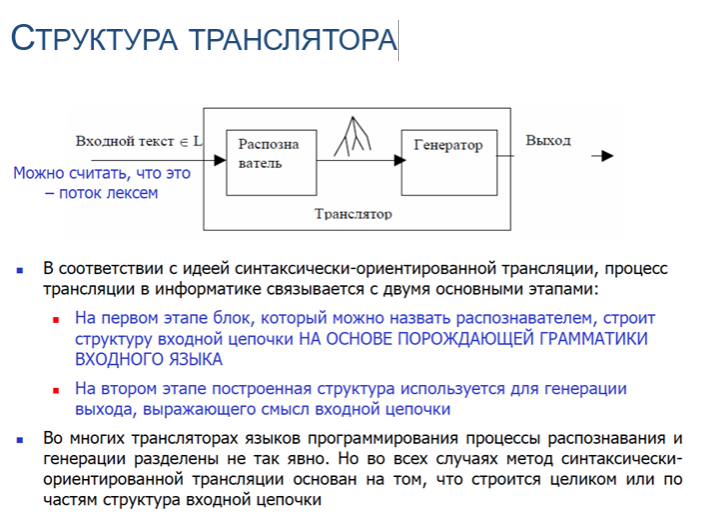 СТРУКТУРА ТРАНСЛЯТОРА
Входной текст ∈ L
Распозна
ватель
Генератор
Выход
Можно считать, что это
– поток лексем
Транслятор
В соответствии с идеей синтаксически-ориентированной трансляции, процесс
трансляции в информатике связывается с двумя основными этапами:
На первом этапе блок, который можно назвать распознавателем, строит
структуру входной цепочки НА ОСНОВЕ ПОРОЖДАЮЩЕЙ ГРАММАТИКИ
ВХОДНОГО ЯЗЫКА
На втором этапе построенная структура используется для генерации
выхода, выражающего смысл входной цепочки
Во многих трансляторах языков программирования процессы распознавания и
генерации разделены не так явно. Но во всех случаях метод синтаксически-
ориентированной трансляции основан на том, что строится целиком или по
частям структура входной цепочки